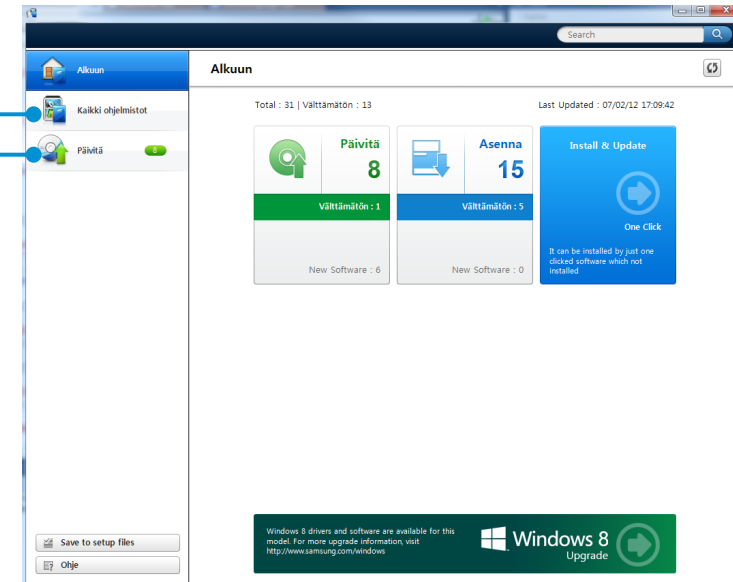 Search
Alkuun
Kaikki ohjelmistot
Päivitä 8
Alkuun
Total : 31 | Välttämätön : 13
Last Updated : 07/02/12 17:09:42
Päivitä
8
Välttämätön : 1
New Software : 6
Asenna
15
Välttämätön : 5
New Software : 0
Install & Update
One Click
It can be installed by just one
clicked software which not
installed
Windows 8 drivers and software are available for this
model. For more upgrade information, visit
http://www.samsung.com/windows
Windows 8
Upgrade
Save to setup files
Ohje